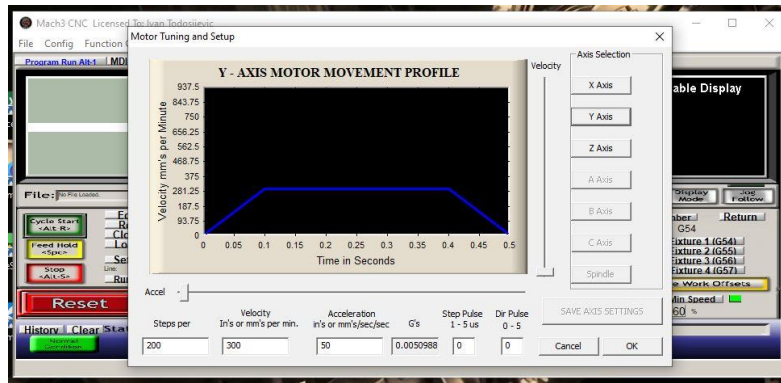 Mach3 CNC Licensed To: Ivan Todosijevic
File Config Function
Program Run Alt-1 MDI
File: No File Loaded.
Cycle Start
<Alt R>
Feed Hold
<Spc>
Stop
<Alt-S>
Line:
Reset
History Clear
Normal
Condition
Motor Tuning and Setup
Y - AXIS MOTOR MOVEMENT PROFILE
Velocity mm's per Minute
937.5
843.75
750
656.25
562.5
468.75
375
281.25
187.5
93.75
0
0 0.05 0.1 0.15 0.2 0.25 0.3 0.35 0.4 0.45 0.5
Time in Seconds
Velocity
Accel
Axis Selection
X Axis
Y Axis
Z Axis
A Axis
B Axis
C Axis
Spindle
SAVE AXIS SETTINGS
Steps per
200
Velocity
In's or mm's per min.
300
Acceleration
in's or mm's/sec/sec
50
G's
0.0050988
Step Pulse
1 - 5 us
0
Dir Pulse
0 - 5
0
Cancel OK
Display
Display
Mode
Jog
Follow
Return
G54
Fixture 1 (G54)
Fixture 2 (G55)
Fixture 3 (G56)
Fixture 4 (G57)
Work Offsets
Min Speed
60 %